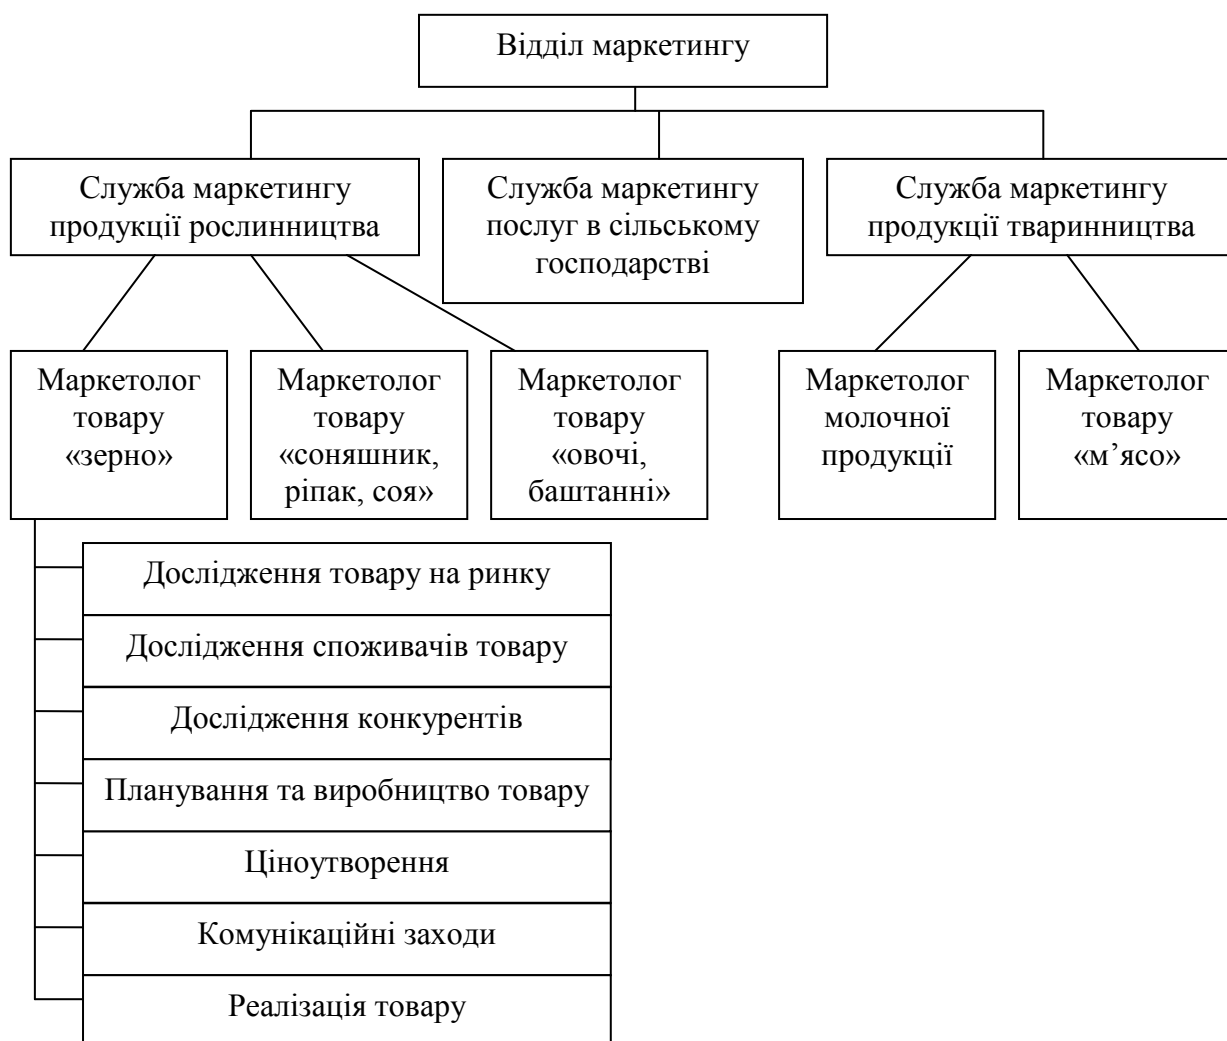 Відділ маркетингу
Служба маркетингу
продукції рослинництва
Служба маркетингу
послуг в сільському
господарстві
Служба маркетингу
продукції тваринництва
Маркетолог
товару
«зерно»
Маркетолог
товару
«соняшник,
ріпак, соя»
Маркетолог
товару
«овочі,
баштанні»
Маркетолог
молочної
продукції
Маркетолог
товару
«м’ясо»
Дослідження товару на ринку
Дослідження споживачів товару
Дослідження конкурентів
Планування та виробництво товару
Ціноутворення
Комунікаційні заходи
Реалізація товару